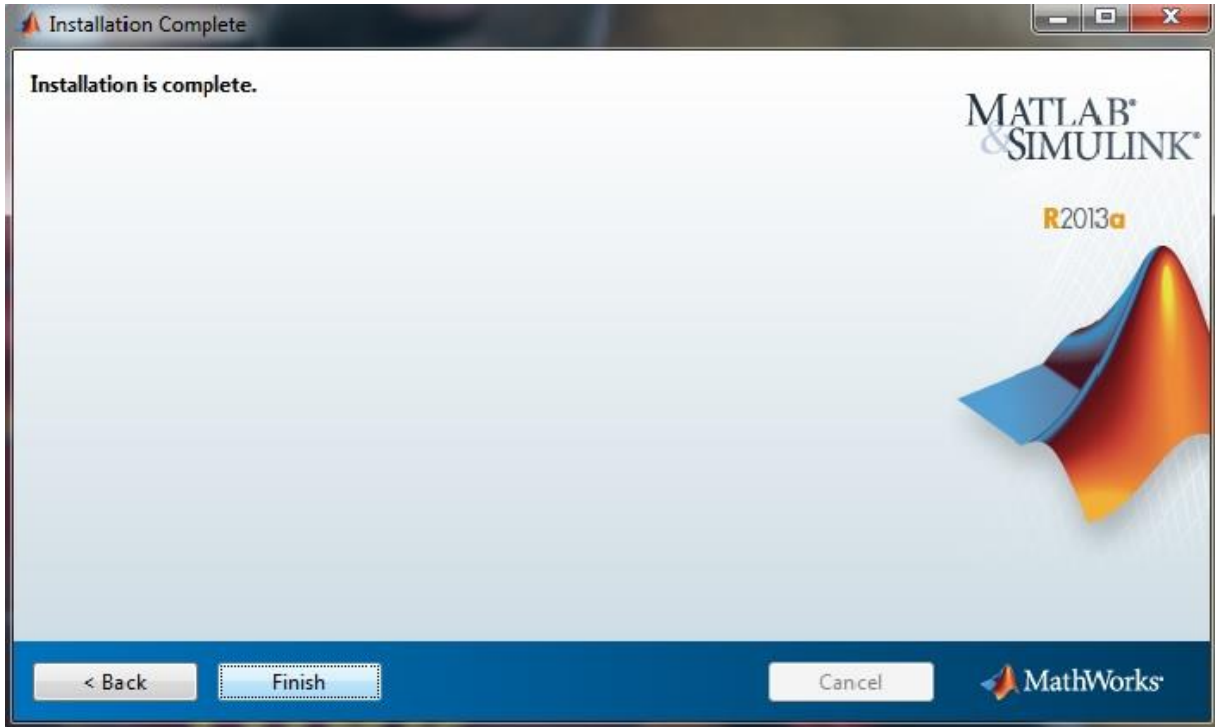 Installation Complete
Installation is complete.
MATLAB®
&SIMULINK®
R2013a
< Back
Finish
Cancel
MathWorks®